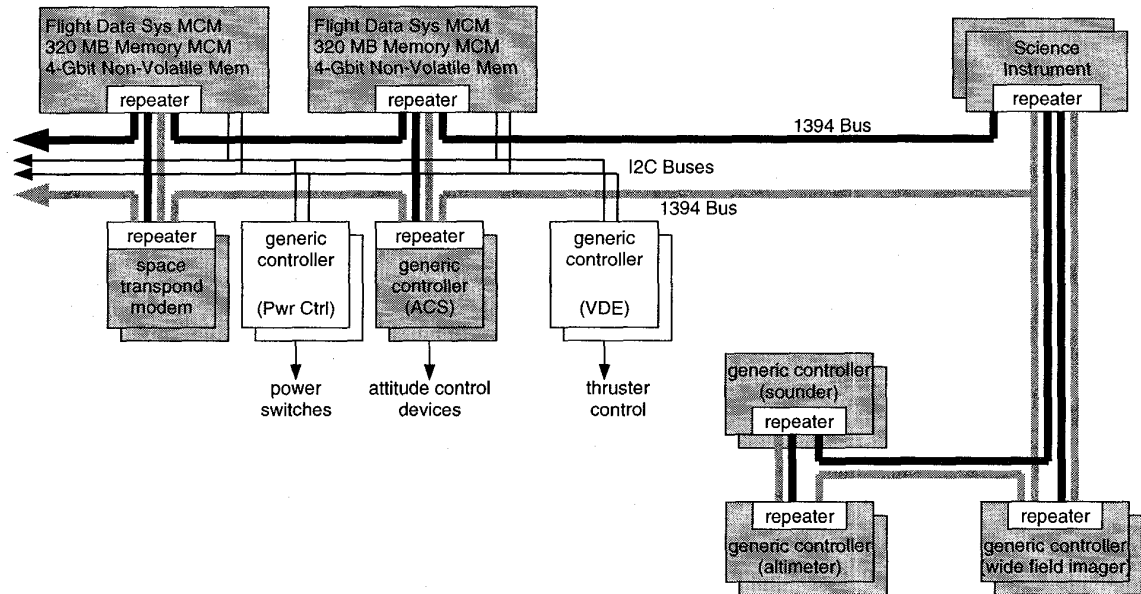 Flight Data Sys MCM
320 MB Memory MCM
4-Gbit Non-Volatile Mem
repeater
Flight Data Sys MCM
320 MB Memory MCM
4-Gbit Non-Volatile Mem
repeater
Science
Instrument
repeater
1394 Bus
I2C Buses
1394 Bus
repeater
space
transpond
modem
generic
controller
(Pwr Ctrl)
repeater
generic
controller
(ACS)
generic
controller
(VDE)
power
switches
attitude control
devices
thruster
control
generic controller
(sounder)
repeater
repeater
generic controller
(altimeter)
repeater
generic controller
(wide field imager)